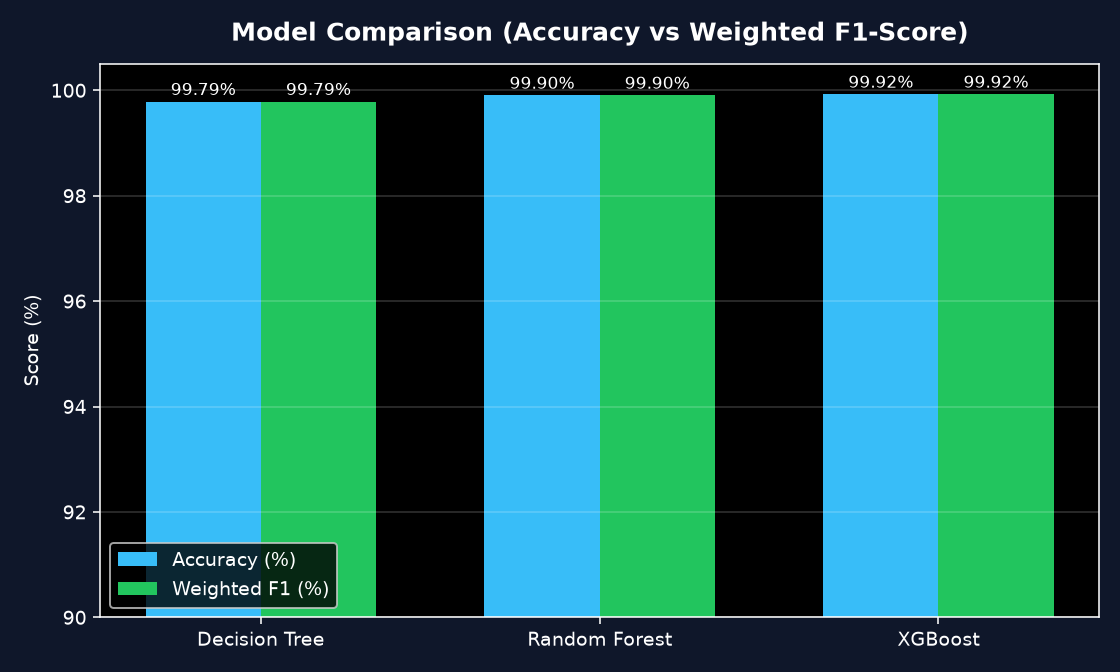 Model Comparison (Accuracy vs Weighted F1-Score)
99.79% 99.79% 99.90% 99.90% 99.92% 99.92%
100
98
96
94
92
90
Score (%)
Accuracy (%)
Weighted F1 (%)
Decision Tree Random Forest XGBoost